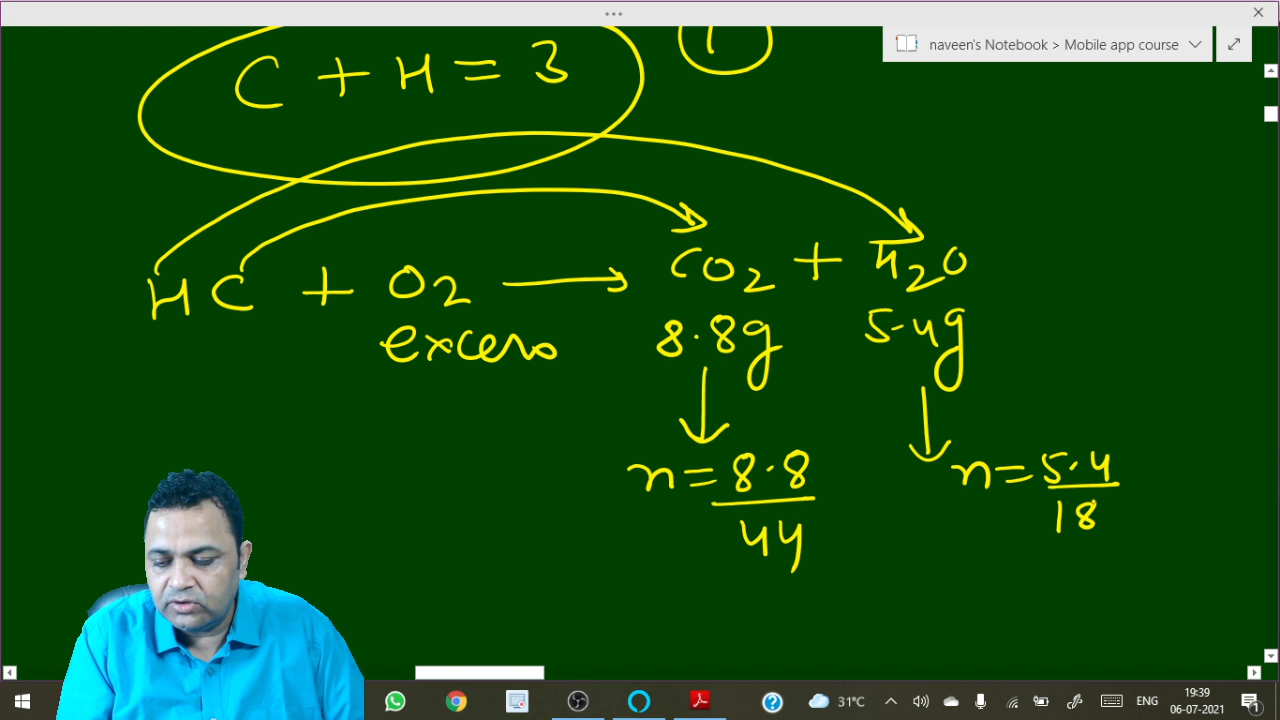 naveen's Notebook > Mobile app course
C + H = 3
1
HC + O2 → CO2 + H2O
excess 8.8g 5.4g
n = 8.8/44 n = 5.4/18
31°C ENG 19:39
06-07-2021
1